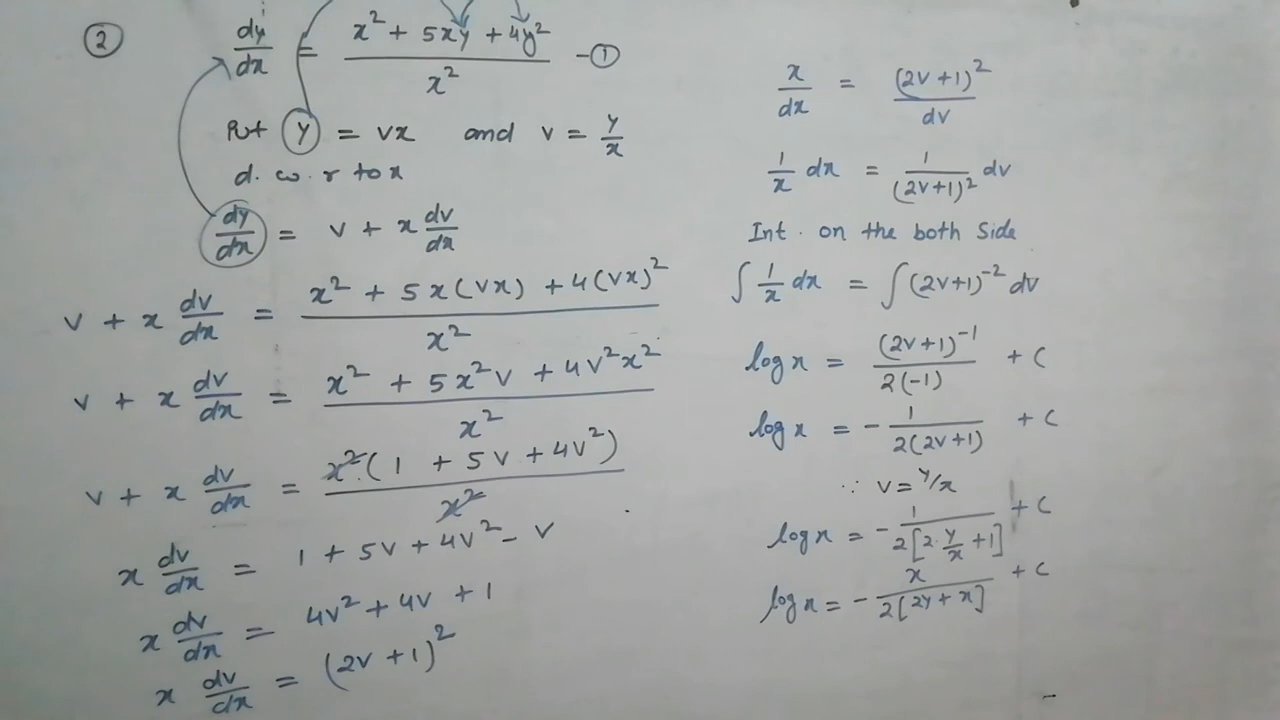 ② dy/dx = (x² + 5xy + 4y²)/x² - ①
Put y = vx and v = y/x
d. w. r to x
dy/dx = v + x dv/dx
v + x dv/dx = (x² + 5x(vx) + 4(vx)²)/x²
v + x dv/dx = (x² + 5x²v + 4v²x²)/x²
v + x dv/dx = x²(1 + 5v + 4v²)/x²
x dv/dx = 1 + 5v + 4v² - v
x dv/dx = 4v² + 4v + 1
x dv/dx = (2v + 1)²
x/dx = (2v + 1)²/dv
1/x dx = 1/(2v+1)² dv
Int. on the both side
∫ 1/x dx = ∫ (2v+1)⁻² dv
log x = (2v+1)⁻¹/2(-1) + c
log x = - 1/2(2v+1) + c
∵ v = y/x
log x = - 1/2[2·y/x + 1] + c
log x = - x/2[2y + x] + c